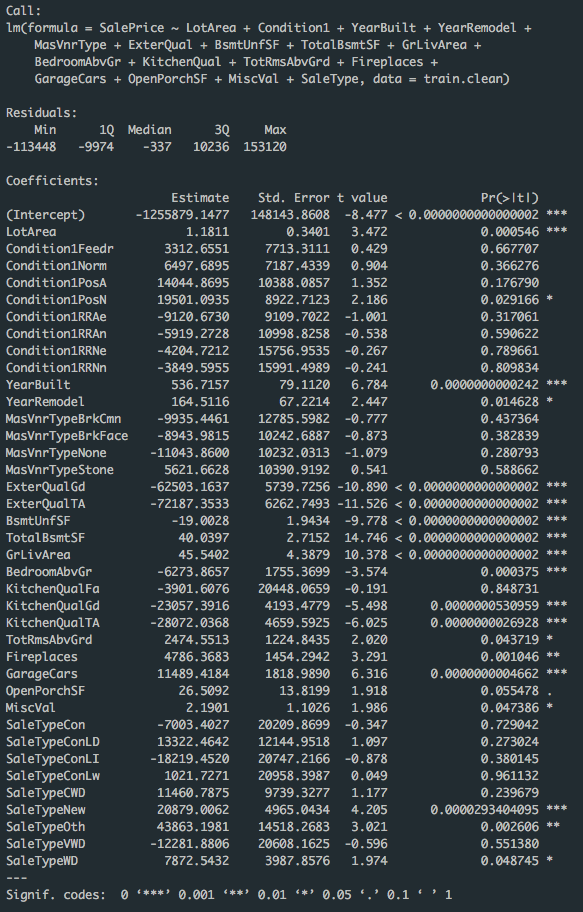 Call:
lm(formula = SalePrice ~ LotArea + Condition1 + YearBuilt + YearRemodel +
    MasVnrType + ExterQual + BsmtUnfSF + TotalBsmtSF + GrLivArea +
    BedroomAbvGr + KitchenQual + TotRmsAbvGrd + Fireplaces +
    GarageCars + OpenPorchSF + MiscVal + SaleType, data = train.clean)
Residuals:
Min 1Q Median 3Q Max
-113448 -9974 -337 10236 153120
Coefficients:
Estimate Std. Error t value Pr(>|t|)
(Intercept) -1255879.1477 148143.8608 -8.477 < 0.0000000000000002 ***
LotArea 1.1811 0.3401 3.472 0.000546 ***
Condition1Feedr 3312.6551 7713.3111 0.429 0.667707
Condition1Norm 6497.6895 7187.4339 0.904 0.366276
Condition1PosA 14044.8695 10388.0857 1.352 0.176790
Condition1PosN 19501.0935 8922.7123 2.186 0.029166 *
Condition1RRAe -9120.6730 9109.7022 -1.001 0.317061
Condition1RRAn -5919.2728 10998.8258 -0.538 0.590622
Condition1RRNe -4204.7212 15756.9535 -0.267 0.789661
Condition1RRNn -3849.5955 15991.4989 -0.241 0.809834
YearBuilt 536.7157 79.1120 6.784 0.0000000000242 ***
YearRemodel 164.5116 67.2214 2.447 0.014628 *
MasVnrTypeBrkCmn -9935.4461 12785.5982 -0.777 0.437364
MasVnrTypeBrkFace -8943.9815 10242.6887 -0.873 0.382839
MasVnrTypeNone -11043.8600 10232.0313 -1.079 0.280793
MasVnrTypeStone 5621.6628 10390.9192 0.541 0.588662
ExterQualGd -62503.1637 5739.7256 -10.890 < 0.0000000000000002 ***
ExterQualTA -72187.3533 6262.7493 -11.526 < 0.0000000000000002 ***
BsmtUnfSF -19.0028 1.9434 -9.778 < 0.0000000000000002 ***
TotalBsmtSF 40.0397 2.7152 14.746 < 0.0000000000000002 ***
GrLivArea 45.5402 4.3879 10.378 < 0.0000000000000002 ***
BedroomAbvGr -6273.8657 1755.3699 -3.574 0.000375 ***
KitchenQualFa -3901.6076 20448.0659 -0.191 0.848731
KitchenQualGd -23057.3916 4193.4779 -5.498 0.0000000530959 ***
KitchenQualTA -28072.0368 4659.5925 -6.025 0.0000000026928 ***
TotRmsAbvGrd 2474.5513 1224.8435 2.020 0.043719 *
Fireplaces 4786.3683 1454.2942 3.291 0.001046 **
GarageCars 11489.4184 1818.9890 6.316 0.0000000004662 ***
OpenPorchSF 26.5092 13.8199 1.918 0.055478 .
MiscVal 2.1901 1.1026 1.986 0.047386 *
SaleTypeCon -7003.4027 20209.8699 -0.347 0.729042
SaleTypeConLD 13322.4642 12144.9518 1.097 0.273024
SaleTypeConLI -18219.4520 20747.2166 -0.878 0.380145
SaleTypeConLw 1021.7271 20958.3987 0.049 0.961132
SaleTypeCWD 11460.7875 9739.3277 1.177 0.239679
SaleTypeNew 20879.0062 4965.0434 4.205 0.0000293404095 ***
SaleTypeOth 43863.1981 14518.2683 3.021 0.002606 **
SaleTypeVWD -12281.8806 20608.1625 -0.596 0.551380
SaleTypeWD 7872.5432 3987.8576 1.974 0.048745 *
---
Signif. codes:  0 ‘***’ 0.001 ‘**’ 0.01 ‘*’ 0.05 ‘.’ 0.1 ‘ ’ 1